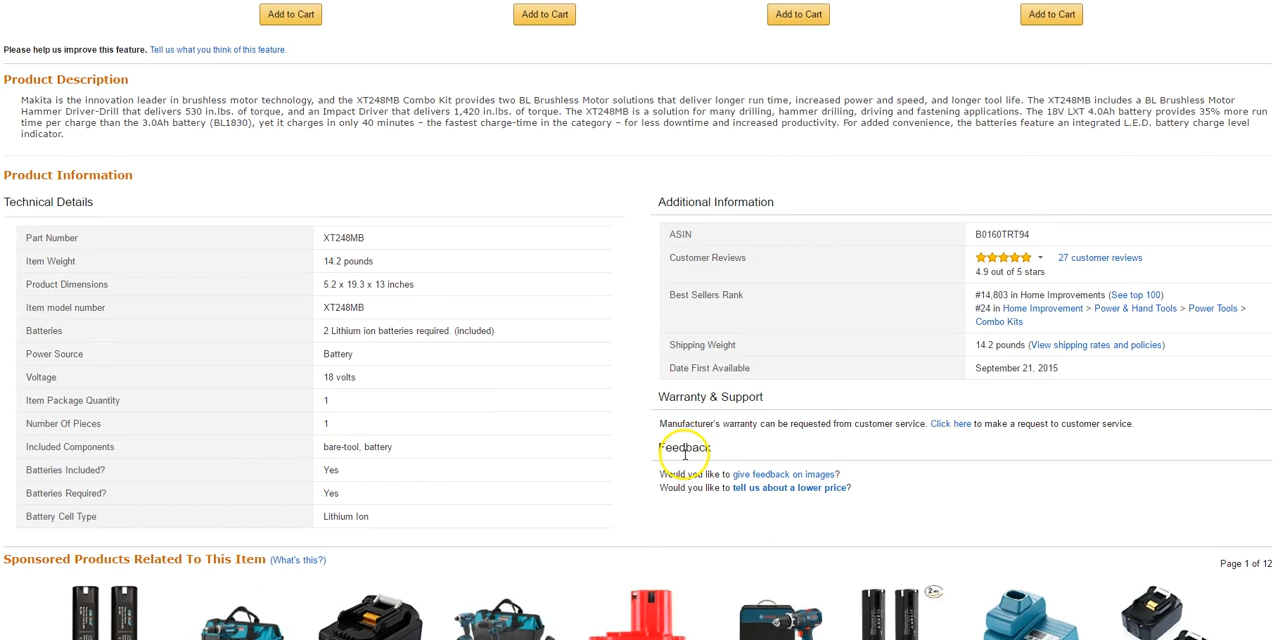 Add to Cart Add to Cart Add to Cart Add to Cart
Please help us improve this feature. Tell us what you think of this feature.
Product Description
Makita is the innovation leader in brushless motor technology, and the XT248MB Combo Kit provides two BL Brushless Motor solutions that deliver longer run time, increased power and speed, and longer tool life. The XT248MB includes a BL Brushless Motor
Hammer Driver-Drill that delivers 530 in.lbs. of torque, and an Impact Driver that delivers 1,420 in.lbs. of torque. The XT248MB is a solution for many drilling, hammer drilling, driving and fastening applications. The 18V LXT 4.0Ah battery provides 35% more run
time per charge than the 3.0Ah battery (BL1830), yet it charges in only 40 minutes – the fastest charge-time in the category – for less downtime and increased productivity. For added convenience, the batteries feature an integrated L.E.D. battery charge level
indicator.
Product Information
Technical Details
Part Number XT248MB
Item Weight 14.2 pounds
Product Dimensions 5.2 x 19.3 x 13 inches
Item model number XT248MB
Batteries 2 Lithium ion batteries required. (included)
Power Source Battery
Voltage 18 volts
Item Package Quantity 1
Number Of Pieces 1
Included Components bare-tool, battery
Batteries Included? Yes
Batteries Required? Yes
Battery Cell Type Lithium Ion
Additional Information
ASIN B0160TRT94
Customer Reviews 27 customer reviews
4.9 out of 5 stars
Best Sellers Rank #14,803 in Home Improvements (See top 100)
#24 in Home Improvement > Power & Hand Tools > Power Tools >
Combo Kits
Shipping Weight 14.2 pounds (View shipping rates and policies)
Date First Available September 21, 2015
Warranty & Support
Manufacturer's warranty can be requested from customer service. Click here to make a request to customer service.
Feedback
Would you like to give feedback on images?
Would you like to tell us about a lower price?
Sponsored Products Related To This Item (What's this?)
Page 1 of 12